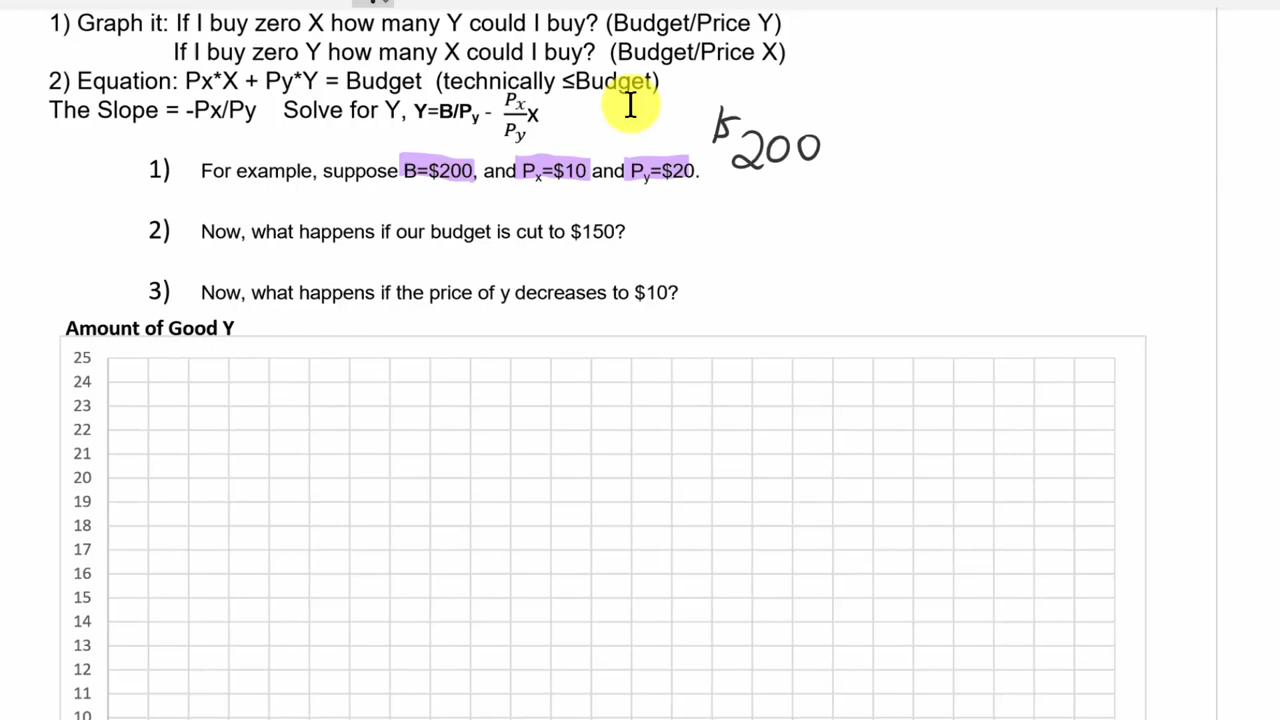 1) Graph it: If I buy zero X how many Y could I buy? (Budget/Price Y)
If I buy zero Y how many X could I buy? (Budget/Price X)
2) Equation: Px*X + Py*Y = Budget (technically ≤Budget)
The Slope = -Px/Py Solve for Y, Y=B/Py - Px/Py X
$200
1) For example, suppose B=$200, and Px=$10 and Py=$20.
2) Now, what happens if our budget is cut to $150?
3) Now, what happens if the price of y decreases to $10?
Amount of Good Y
25
24
23
22
21
20
19
18
17
16
15
14
13
12
11
10